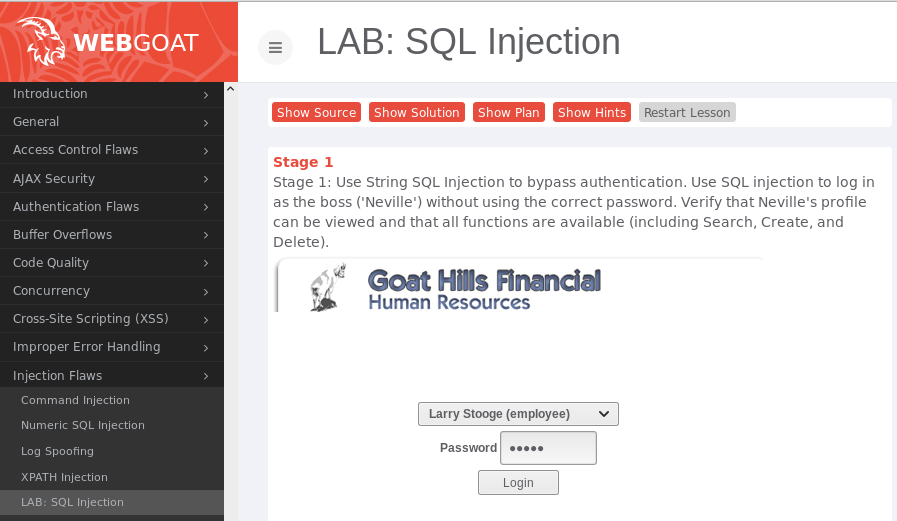 WEBGOAT
LAB: SQL Injection
Introduction
General
Access Control Flaws
AJAX Security
Authentication Flaws
Buffer Overflows
Code Quality
Concurrency
Cross-Site Scripting (XSS)
Improper Error Handling
Injection Flaws
Command Injection
Numeric SQL Injection
Log Spoofing
XPATH Injection
LAB: SQL Injection
Show Source Show Solution Show Plan Show Hints Restart Lesson
Stage 1
Stage 1: Use String SQL Injection to bypass authentication. Use SQL injection to log in
as the boss ('Neville') without using the correct password. Verify that Neville's profile
can be viewed and that all functions are available (including Search, Create, and
Delete).
Goat Hills Financial
Human Resources
Larry Stooge (employee)
Password
Login